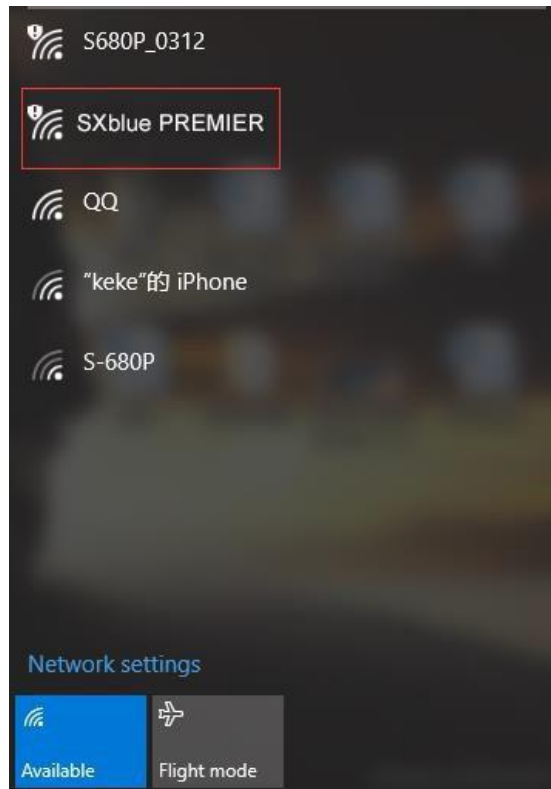 S680P_0312
SXblue PREMIER
QQ
“keke”的 iPhone
S-680P
Network settings
Available
Flight mode